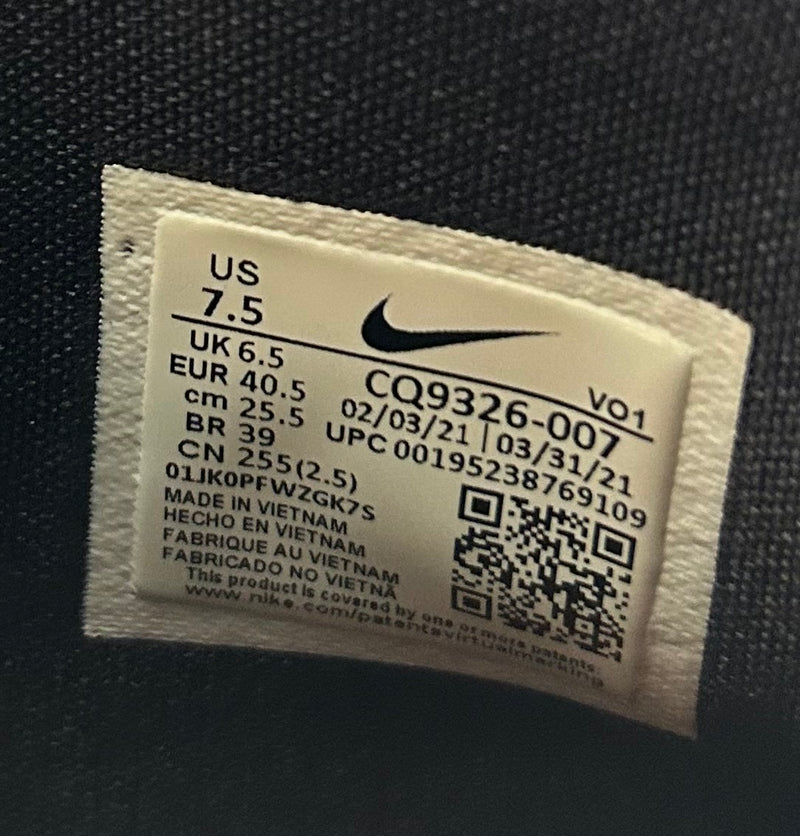 US
7.5
VO1
UK 6.5
EUR 40.5
cm 25.5
BR 39
CN 255(2.5)
CQ9326-007
02/03/21 | 03/31/21
UPC 00195238769109
01JK0PFWZGK7S
MADE IN VIETNAM
HECHO EN VIETNAM
FABRIQUE AU VIETNAM
FABRICADO NO VIETNÃ
This product is covered by one or more patents.
www.nike.com/patentsvirtualmarking